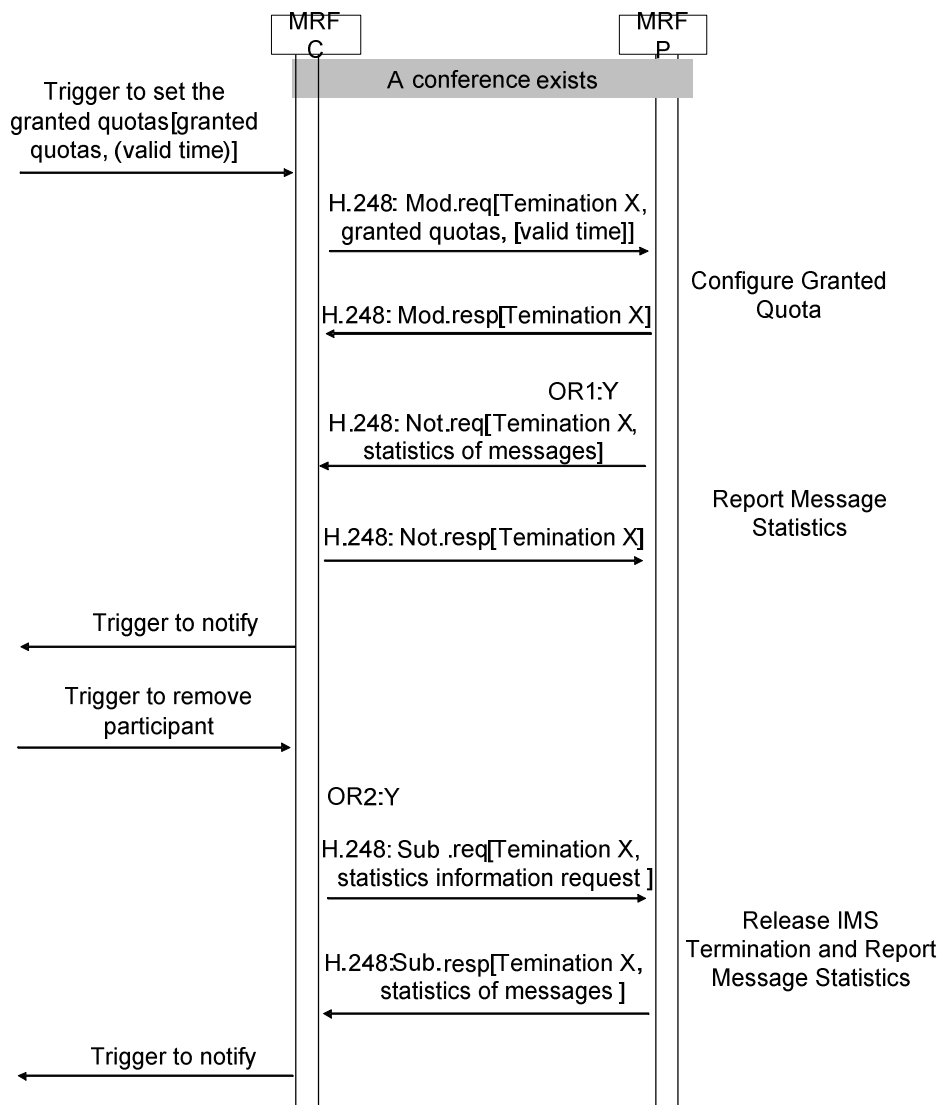 MRF
C
MRF
P
A conference exists
Trigger to set the
granted quotas[granted
quotas, (valid time)]
H.248: Mod.req[Temination X,
granted quotas, [valid time]]
Configure Granted
Quota
H.248: Mod.resp[Temination X]
OR1:Y
H.248: Not.req[Temination X,
statistics of messages]
Report Message
Statistics
H.248: Not.resp[Temination X]
Trigger to notify
Trigger to remove
participant
OR2:Y
H.248: Sub .req[Temination X,
statistics information request ]
Release IMS
Termination and Report
Message Statistics
H.248:Sub.resp[Temination X,
statistics of messages ]
Trigger to notify